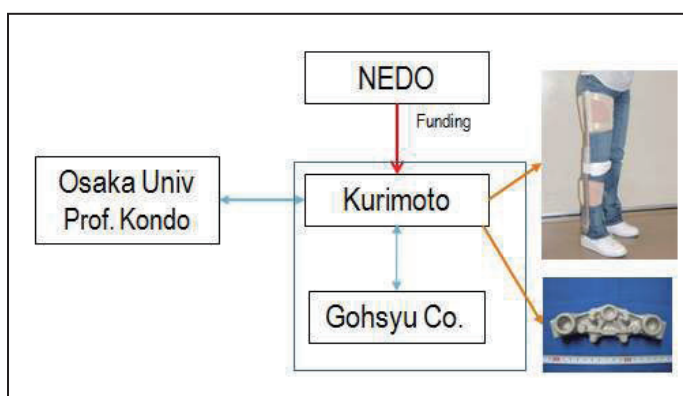 NEDO
Funding
Osaka Univ
Prof. Kondo
Kurimoto
Gohsyu Co.